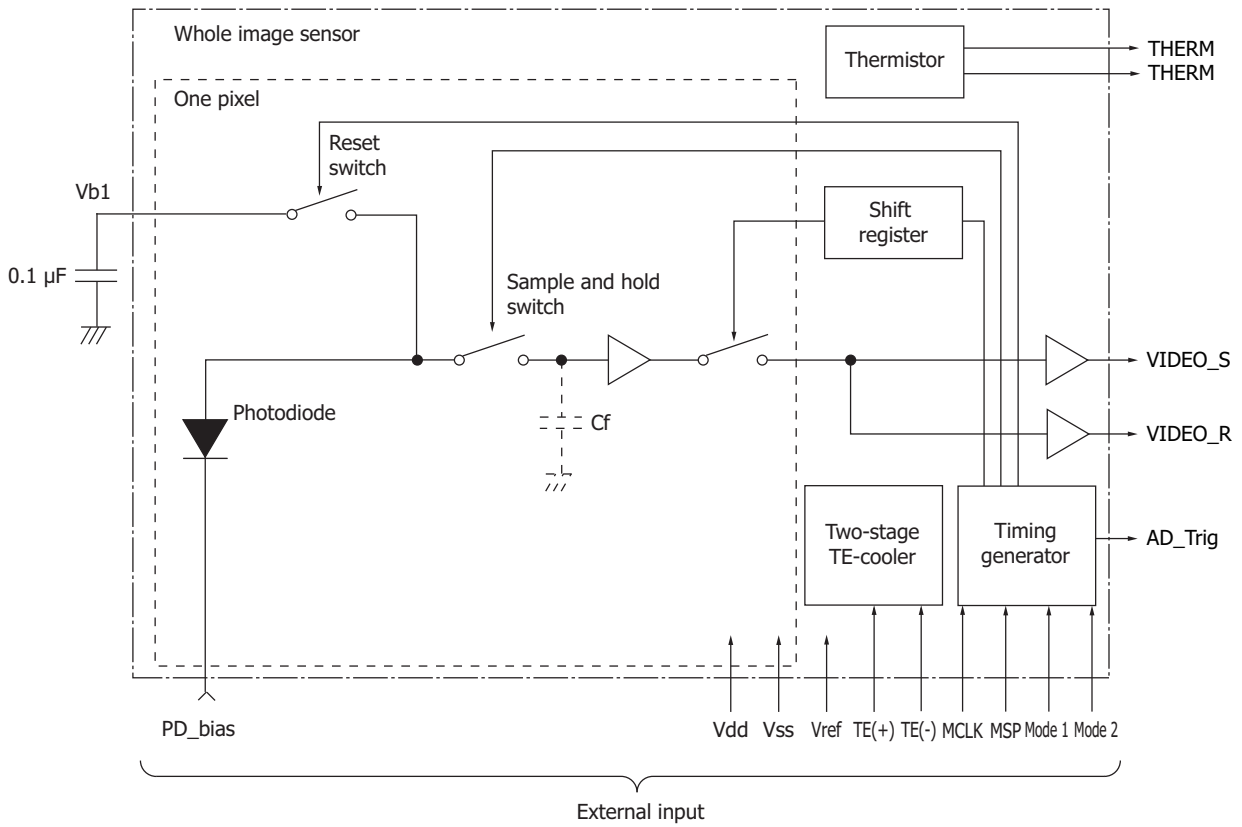 Whole image sensor
Thermistor
THERM
THERM
One pixel
Reset
switch
Vb1
Shift
register
0.1 µF
Sample and hold
switch
VIDEO_S
Photodiode
Cf
VIDEO_R
Two-stage
TE-cooler
Timing
generator
AD_Trig
PD_bias
Vdd
Vss
Vref
TE(+)
TE(-)
MCLK
MSP
Mode 1
Mode 2
External input